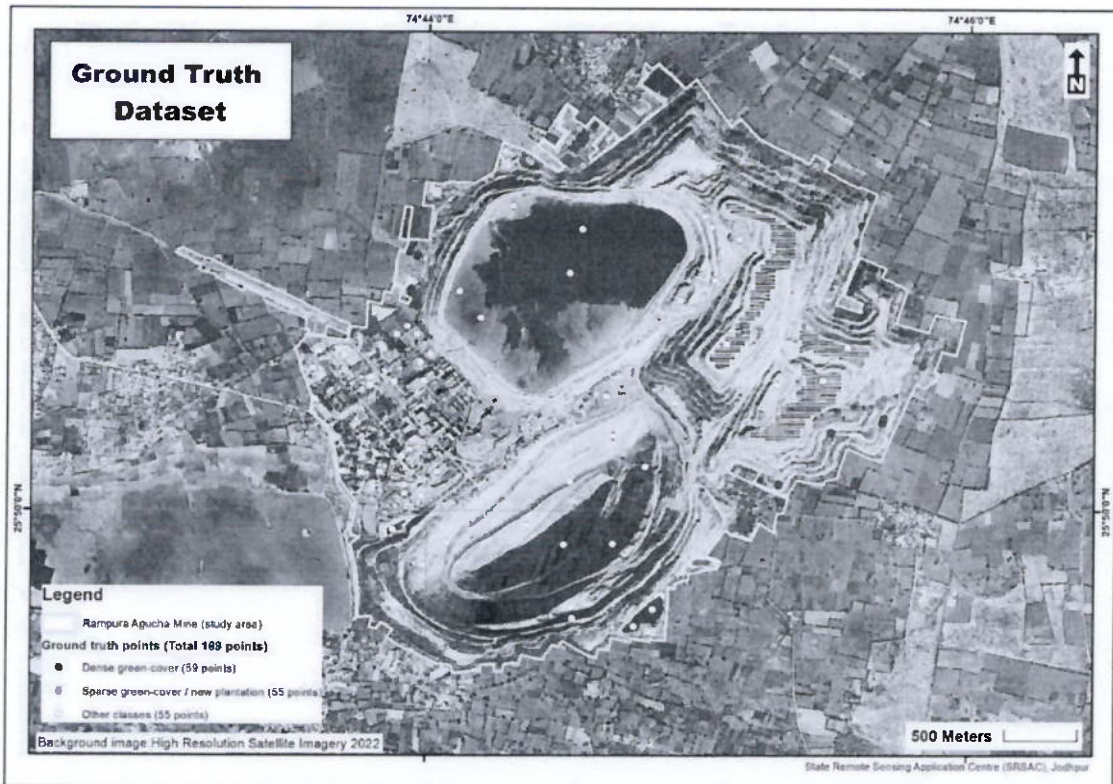 74°44'0"E
74°46'0"E
Ground Truth
Dataset
N
25°50'0"N
25°50'0"N
Legend
Rampura Agucha Mine (study area)
Ground truth points (Total 169 points)
Dense green-cover (59 points)
Sparse green-cover / new plantation (55 points)
Other classes (55 points)
Background image: High Resolution Satellite Imagery 2022
500 Meters
State Remote Sensing Application Centre (SRSAC), Jodhpur